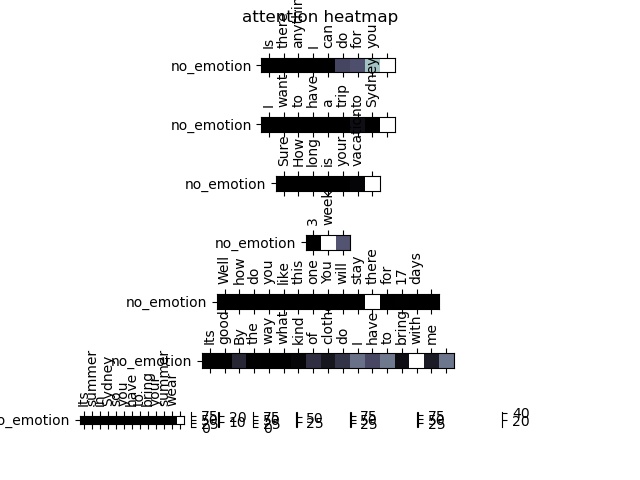 attention heatmap
Is there anythin I can do for you
no_emotion
I want to have a trip to Sydney
no_emotion
Sure How long is your vacation
no_emotion
3 week
no_emotion
Well how do you like this one You will stay there for 17 days
no_emotion
Its good By the way what kind of cloth do I have to bring with me
no_emotion
Its summer in Sydney so you have to bring your summer wear
o_emotion
75 20 75 50 75 75 40
50 10 50 25 50 50 20
25 25 25 25
0 0